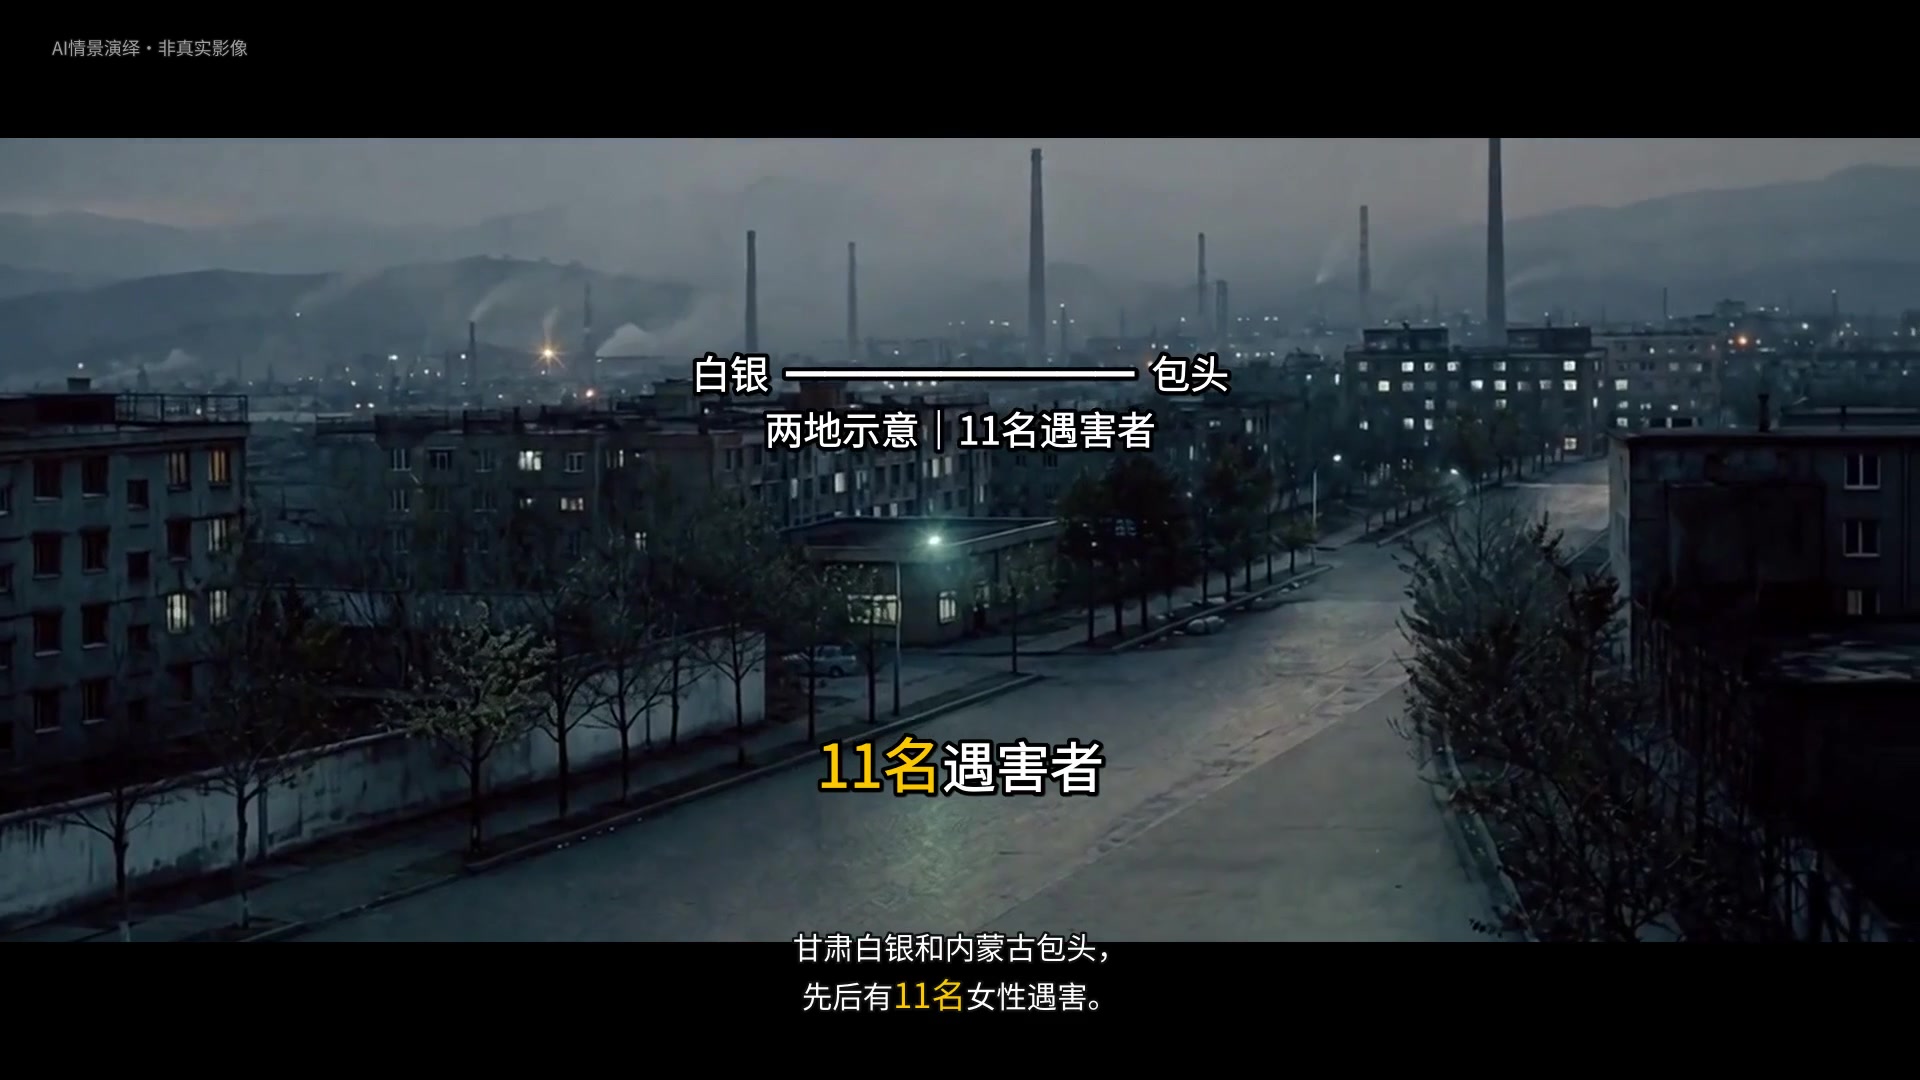 AI情景演绎·非真实影像
白银 ━━━━━━━━━ 包头
两地示意｜11名遇害者
11名遇害者
甘肃白银和内蒙古包头，
先后有11名女性遇害。